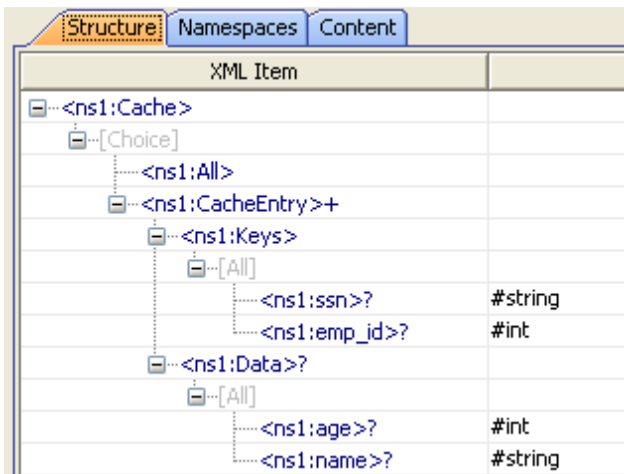 Structure Namespaces Content
XML Item
<ns1:Cache>
[Choice]
<ns1:All>
<ns1:CacheEntry>+
<ns1:Keys>
[All]
<ns1:ssn>? #string
<ns1:emp_id>? #int
<ns1:Data>?
[All]
<ns1:age>? #int
<ns1:name>? #string